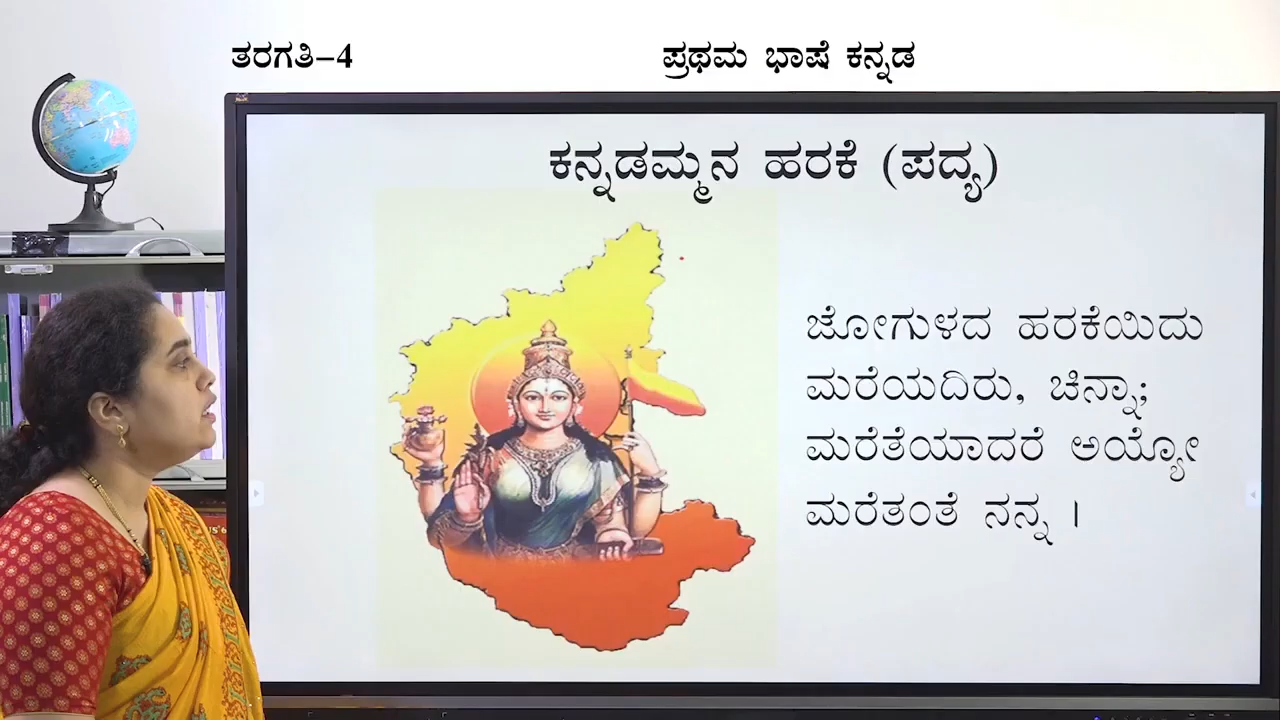 ತರಗತಿ-4
ಪ್ರಥಮ ಭಾಷೆ ಕನ್ನಡ
ಕನ್ನಡಮ್ಮನ ಹರಕೆ (ಪದ್ಯ)
ಜೋಗುಳದ ಹರಕೆಯಿದು
ಮರೆಯದಿರು, ಚಿನ್ನಾ;
ಮರೆತೆಯಾದರೆ ಅಯ್ಯೋ
ಮರೆತಂತೆ ನನ್ನ ।